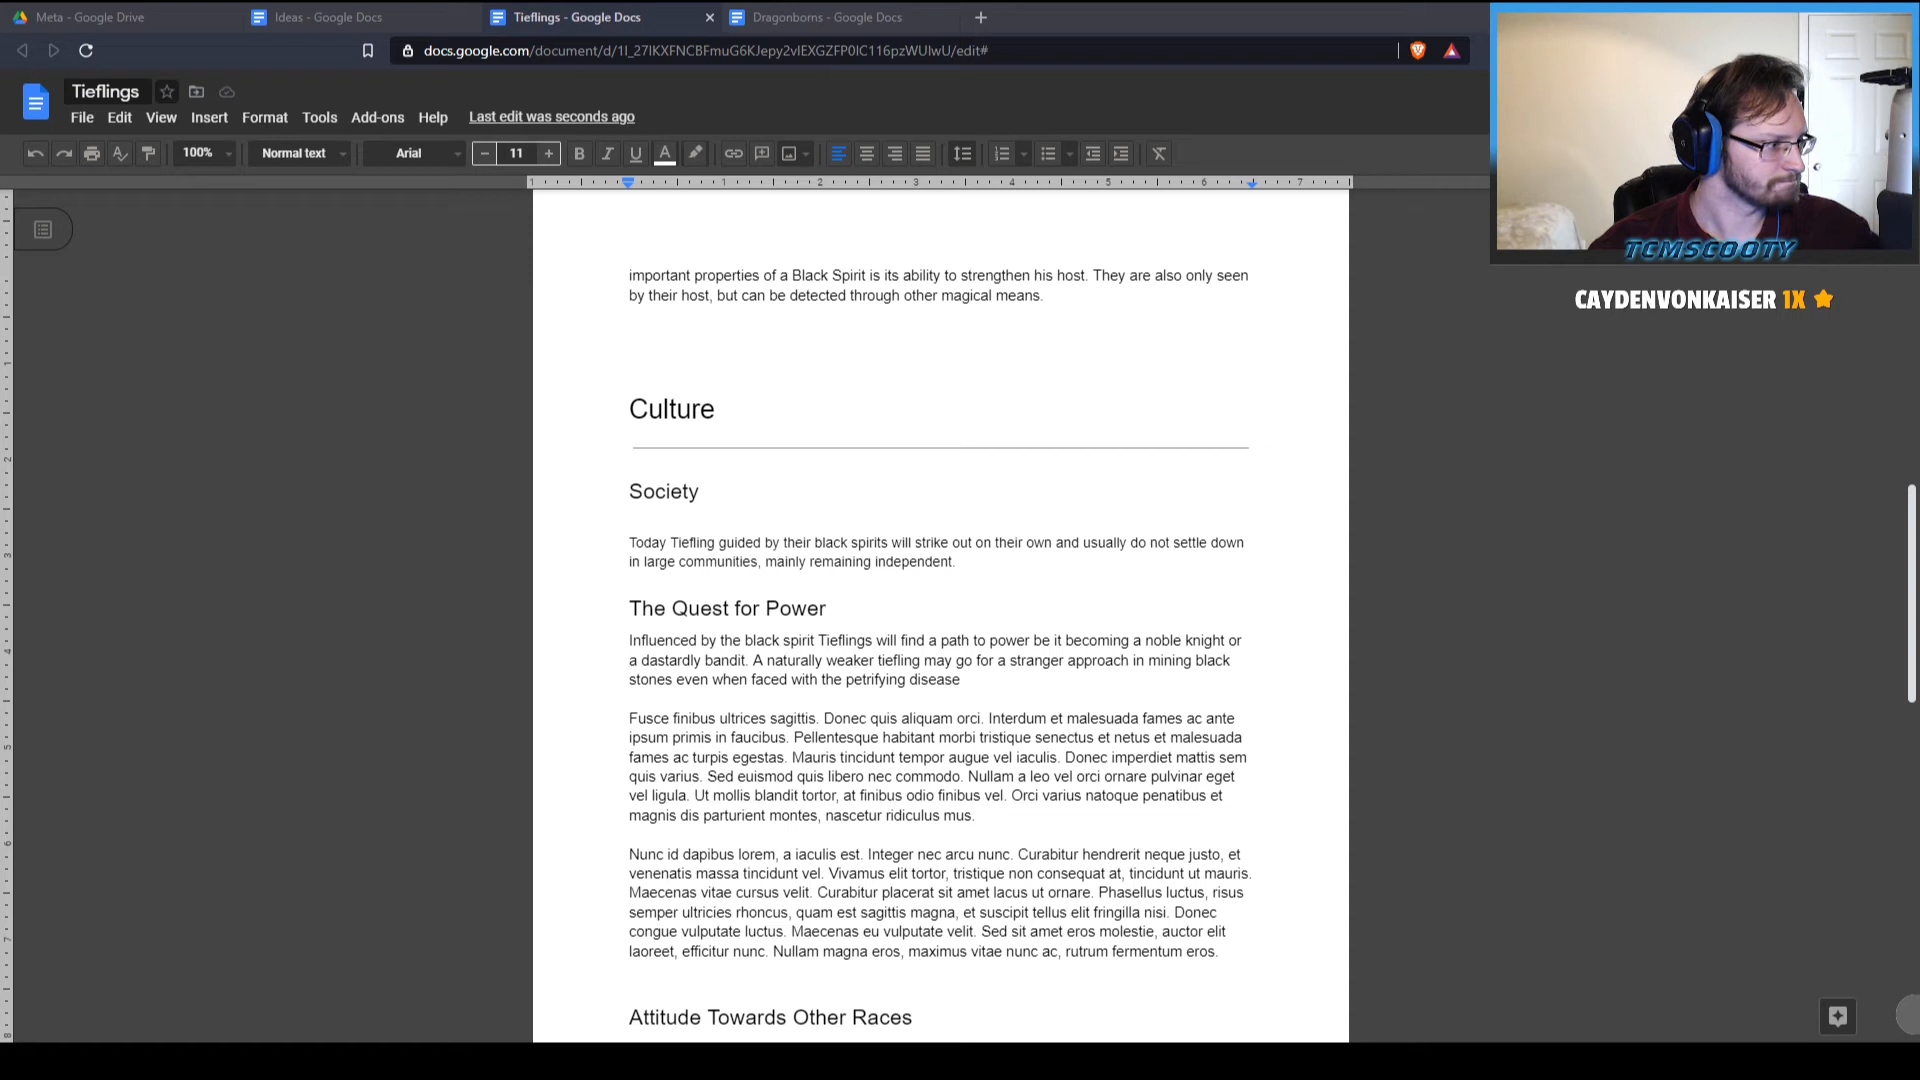 Meta - Google Drive
Ideas - Google Docs
Tieflings - Google Docs
Dragonborns - Google Docs
docs.google.com/document/d/1I_27IKXFNCBFmuG6KJepy2vIEXGZFP0IC116pzWUIwU/edit#
Tieflings
File Edit View Insert Format Tools Add-ons Help Last edit was seconds ago
100% Normal text Arial 11
1 1 2 3 4 5 6 7
TCMSCOOTY
CAYDENVONKAISER 1X
important properties of a Black Spirit is its ability to strengthen his host. They are also only seen
by their host, but can be detected through other magical means.
Culture
Society
Today Tiefling guided by their black spirits will strike out on their own and usually do not settle down
in large communities, mainly remaining independent.
The Quest for Power
Influenced by the black spirit Tieflings will find a path to power be it becoming a noble knight or
a dastardly bandit. A naturally weaker tiefling may go for a stranger approach in mining black
stones even when faced with the petrifying disease
Fusce finibus ultrices sagittis. Donec quis aliquam orci. Interdum et malesuada fames ac ante
ipsum primis in faucibus. Pellentesque habitant morbi tristique senectus et netus et malesuada
fames ac turpis egestas. Mauris tincidunt tempor augue vel iaculis. Donec imperdiet mattis sem
quis varius. Sed euismod quis libero nec commodo. Nullam a leo vel orci ornare pulvinar eget
vel ligula. Ut mollis blandit tortor, at finibus odio finibus vel. Orci varius natoque penatibus et
magnis dis parturient montes, nascetur ridiculus mus.
Nunc id dapibus lorem, a iaculis est. Integer nec arcu nunc. Curabitur hendrerit neque justo, et
venenatis massa tincidunt vel. Vivamus elit tortor, tristique non consequat at, tincidunt ut mauris.
Maecenas vitae cursus velit. Curabitur placerat sit amet lacus ut ornare. Phasellus luctus, risus
semper ultricies rhoncus, quam est sagittis magna, et suscipit tellus elit fringilla nisi. Donec
congue vulputate luctus. Maecenas eu vulputate velit. Sed sit amet eros molestie, auctor elit
laoreet, efficitur nunc. Nullam magna eros, maximus vitae nunc ac, rutrum fermentum eros.
Attitude Towards Other Races